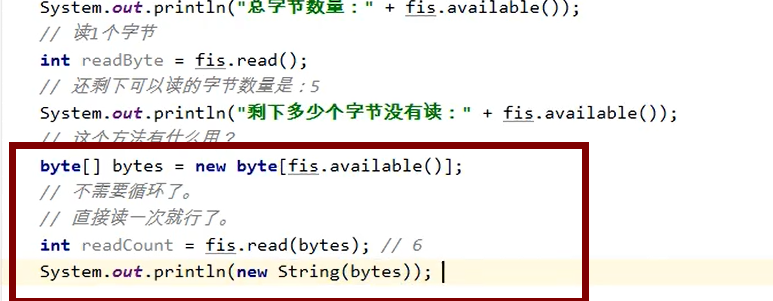 System.out.println("总字节数量：" + fis.available());
// 读1个字节
int readByte = fis.read();
// 还剩下可以读的字节数量是：5
System.out.println("剩下多少个字节没有读：" + fis.available());
// 这个方法有什么用？
byte[] bytes = new byte[fis.available()];
// 不需要循环了。
// 直接读一次就行了。
int readCount = fis.read(bytes); // 6
System.out.println(new String(bytes));